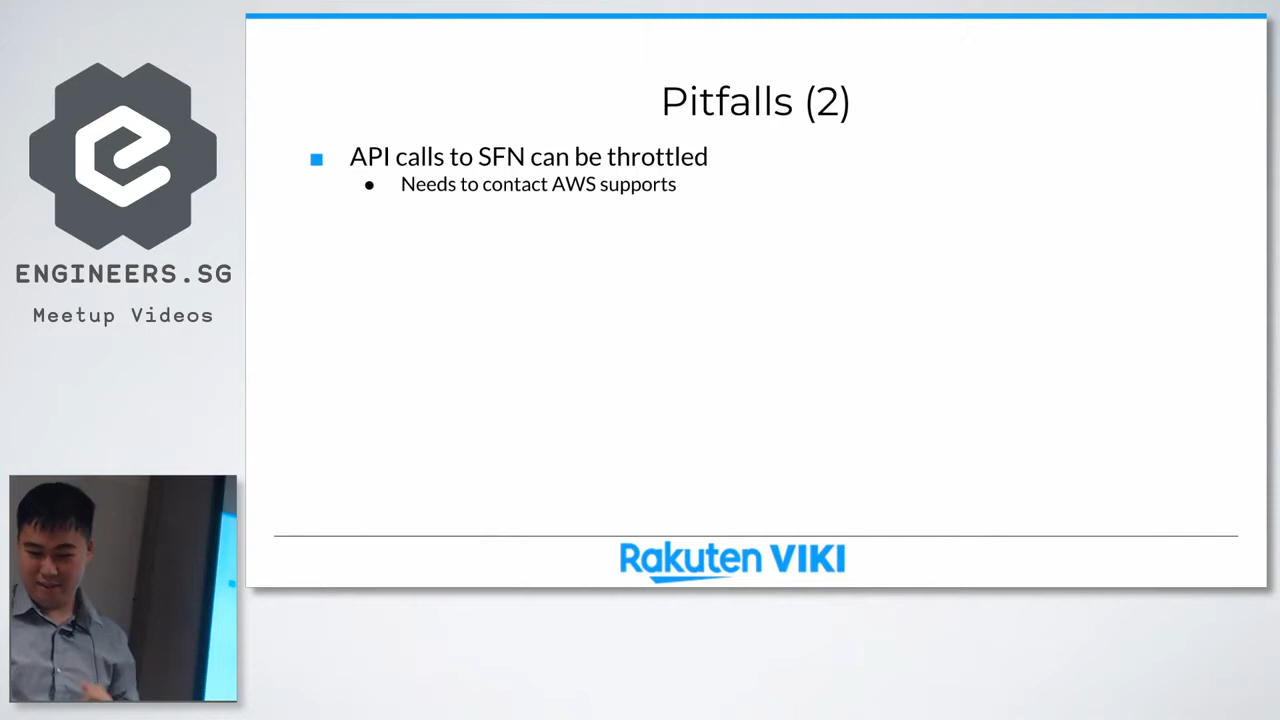 Pitfalls (2)
API calls to SFN can be throttled
Needs to contact AWS supports
ENGINEERS.SG
Meetup Videos
Rakuten VIKI